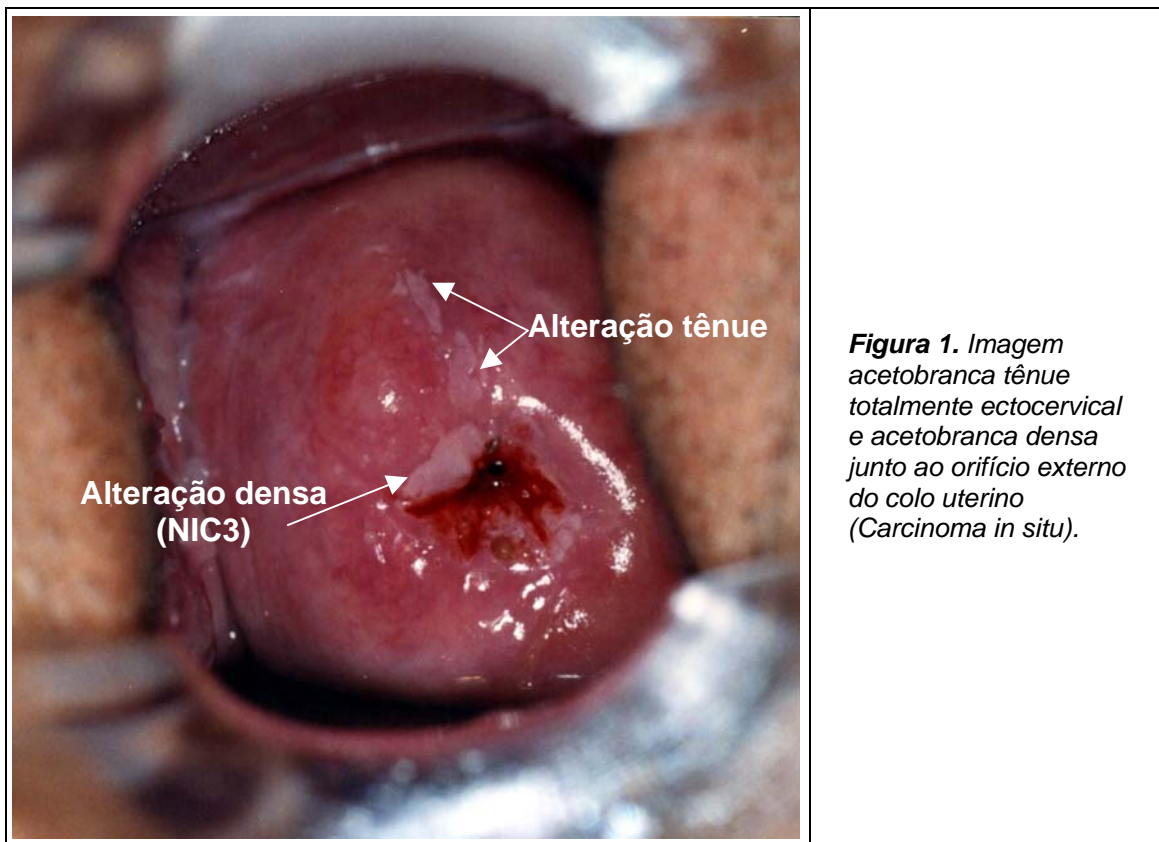 Alteração tênue
Alteração densa
(NIC3)
Figura 1. Imagem
acetobranca tênue
totalmente ectocervical
e acetobranca densa
junto ao orifício externo
do colo uterino
(Carcinoma in situ).